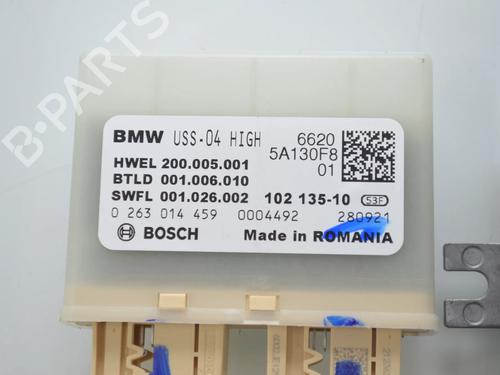 B-PARTS
BMW USS-04 HIGH 6620
5A130F8
01
HWEL 200.005.001
BTLD 001.006.010
SWFL 001.026.002 102 135-10 53F
0 263 014 459 0004492 280921
BOSCH Made in ROMANIA